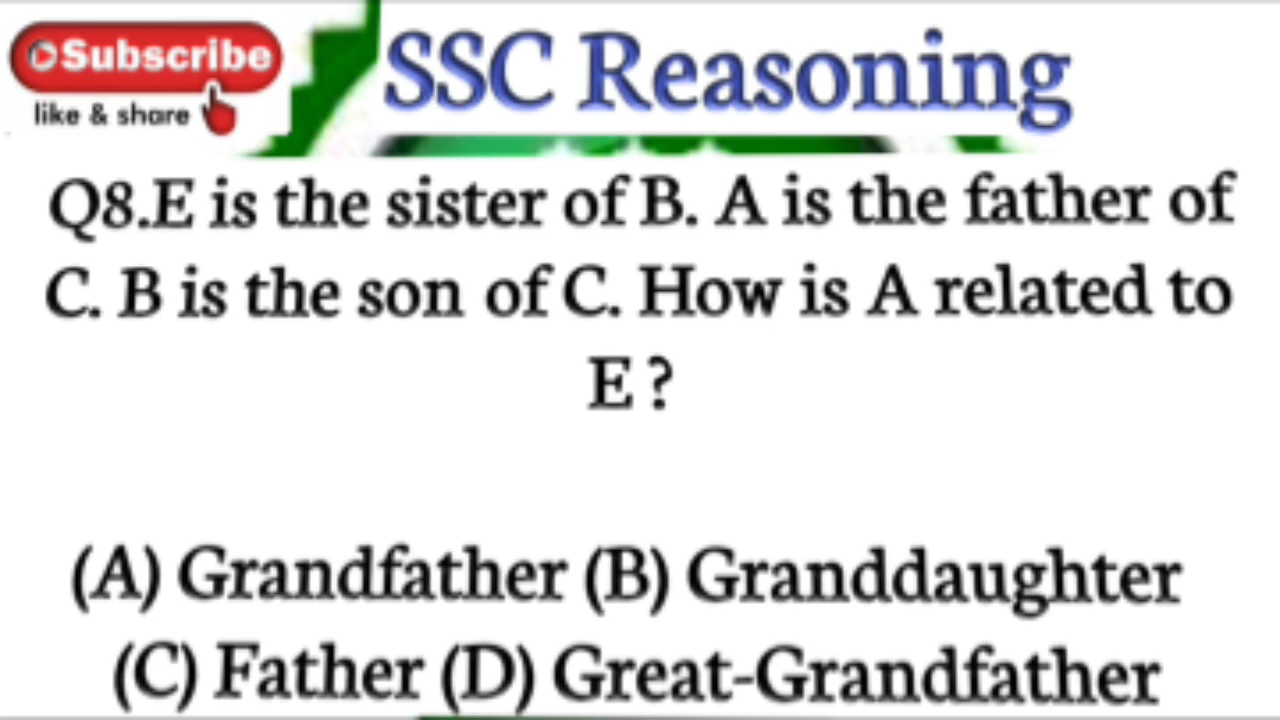 Subscribe
like & share
SSC Reasoning
Q8.E is the sister of B. A is the father of
C. B is the son of C. How is A related to
E ?
(A) Grandfather (B) Granddaughter
(C) Father (D) Great-Grandfather